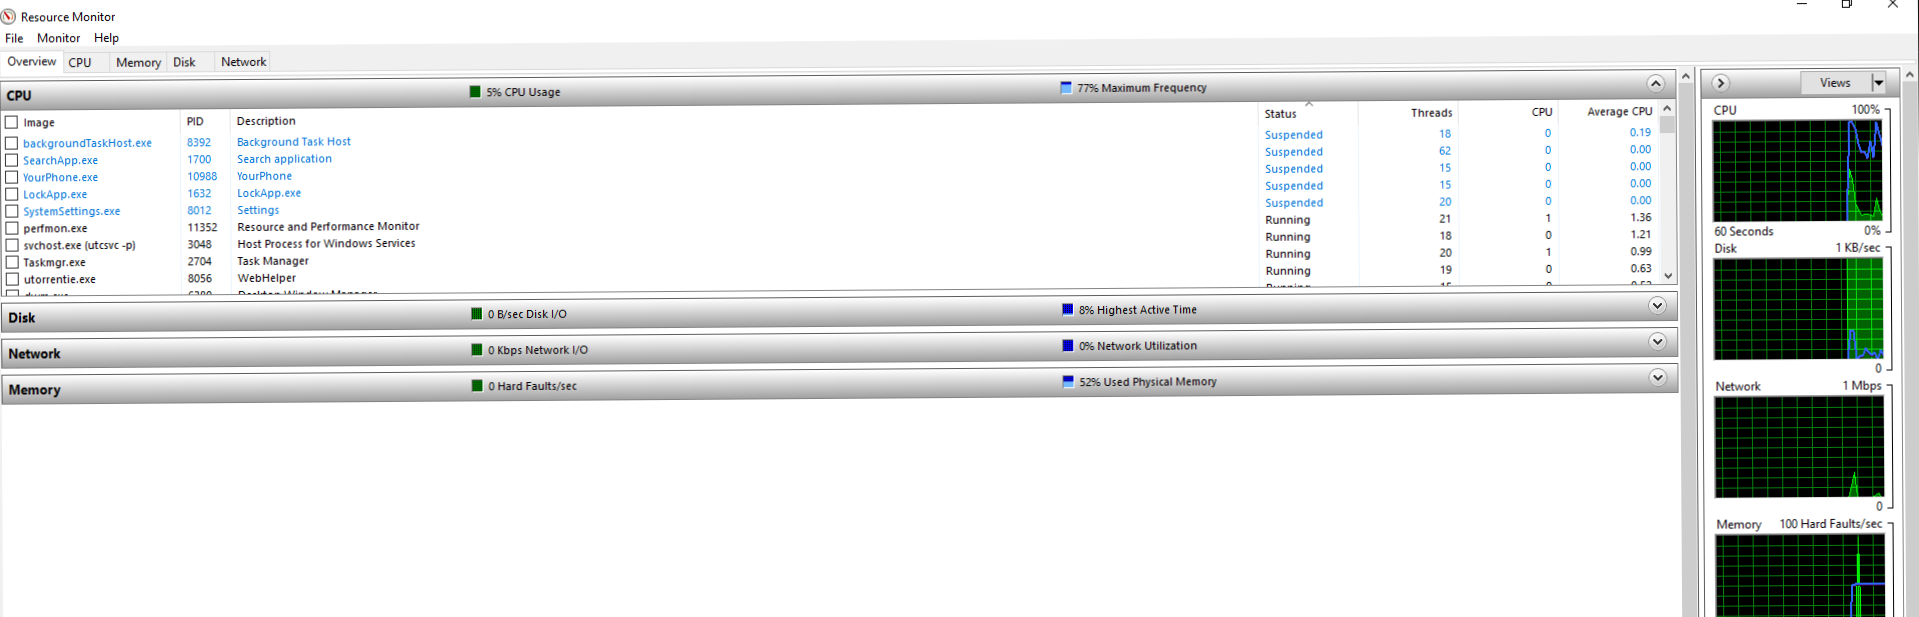 Resource Monitor
File Monitor Help
Overview CPU Memory Disk Network
CPU 5% CPU Usage 77% Maximum Frequency
Image PID Description Status Threads CPU Average CPU
backgroundTaskHost.exe 8392 Background Task Host Suspended 18 0 0.19
SearchApp.exe 1700 Search application Suspended 62 0 0.00
YourPhone.exe 10988 YourPhone Suspended 15 0 0.00
LockApp.exe 1632 LockApp.exe Suspended 15 0 0.00
SystemSettings.exe 8012 Settings Suspended 20 0 0.00
perfmon.exe 11352 Resource and Performance Monitor Running 21 1 1.36
svchost.exe (utcsvc -p) 3048 Host Process for Windows Services Running 18 0 1.21
Taskmgr.exe 2704 Task Manager Running 20 1 0.99
utorrentie.exe 8056 WebHelper Running 19 0 0.63
Desktop Window Manager Running
Disk 0 B/sec Disk I/O 8% Highest Active Time
Network 0 Kbps Network I/O 0% Network Utilization
Memory 0 Hard Faults/sec 52% Used Physical Memory
Views
CPU 100%
60 Seconds 0%
Disk 1 KB/sec
0
Network 1 Mbps
0
Memory 100 Hard Faults/sec